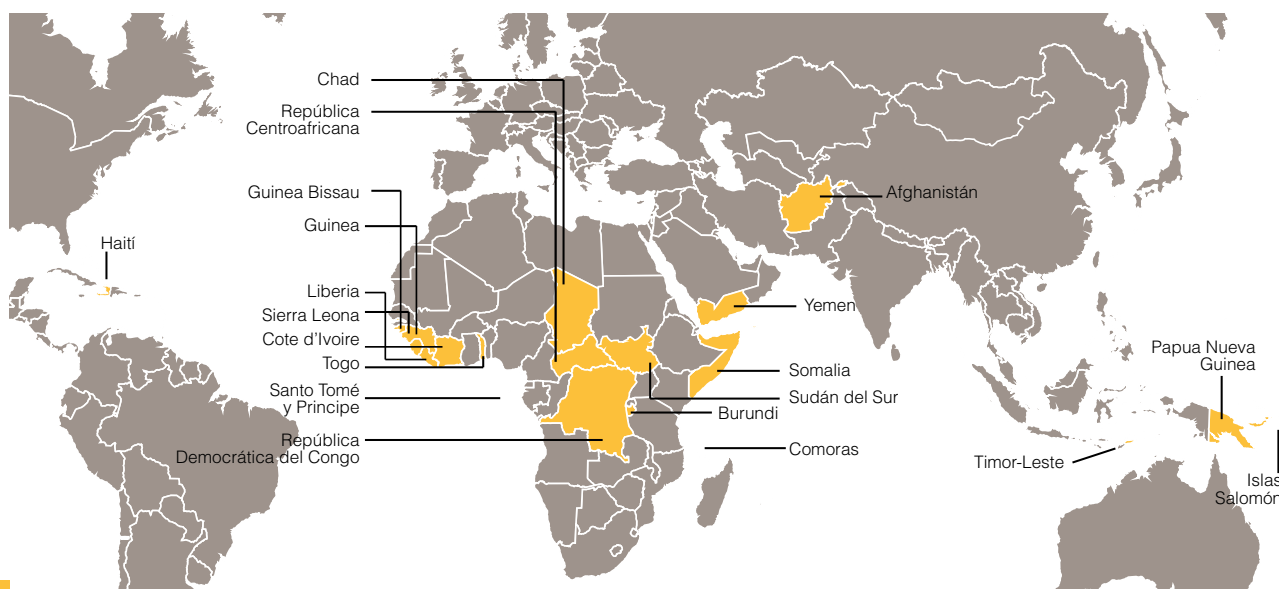 Chad
República
Centroafricana
Guinea Bissau
Guinea
Haití
Liberia
Sierra Leona
Cote d’Ivoire
Togo
Santo Tomé
y Principe
República
Democrática del Congo
Afghanistán
Yemen
Somalia
Sudán del Sur
Burundi
Comoras
Papua Nueva
Guinea
Timor-Leste
Islas
Salomón